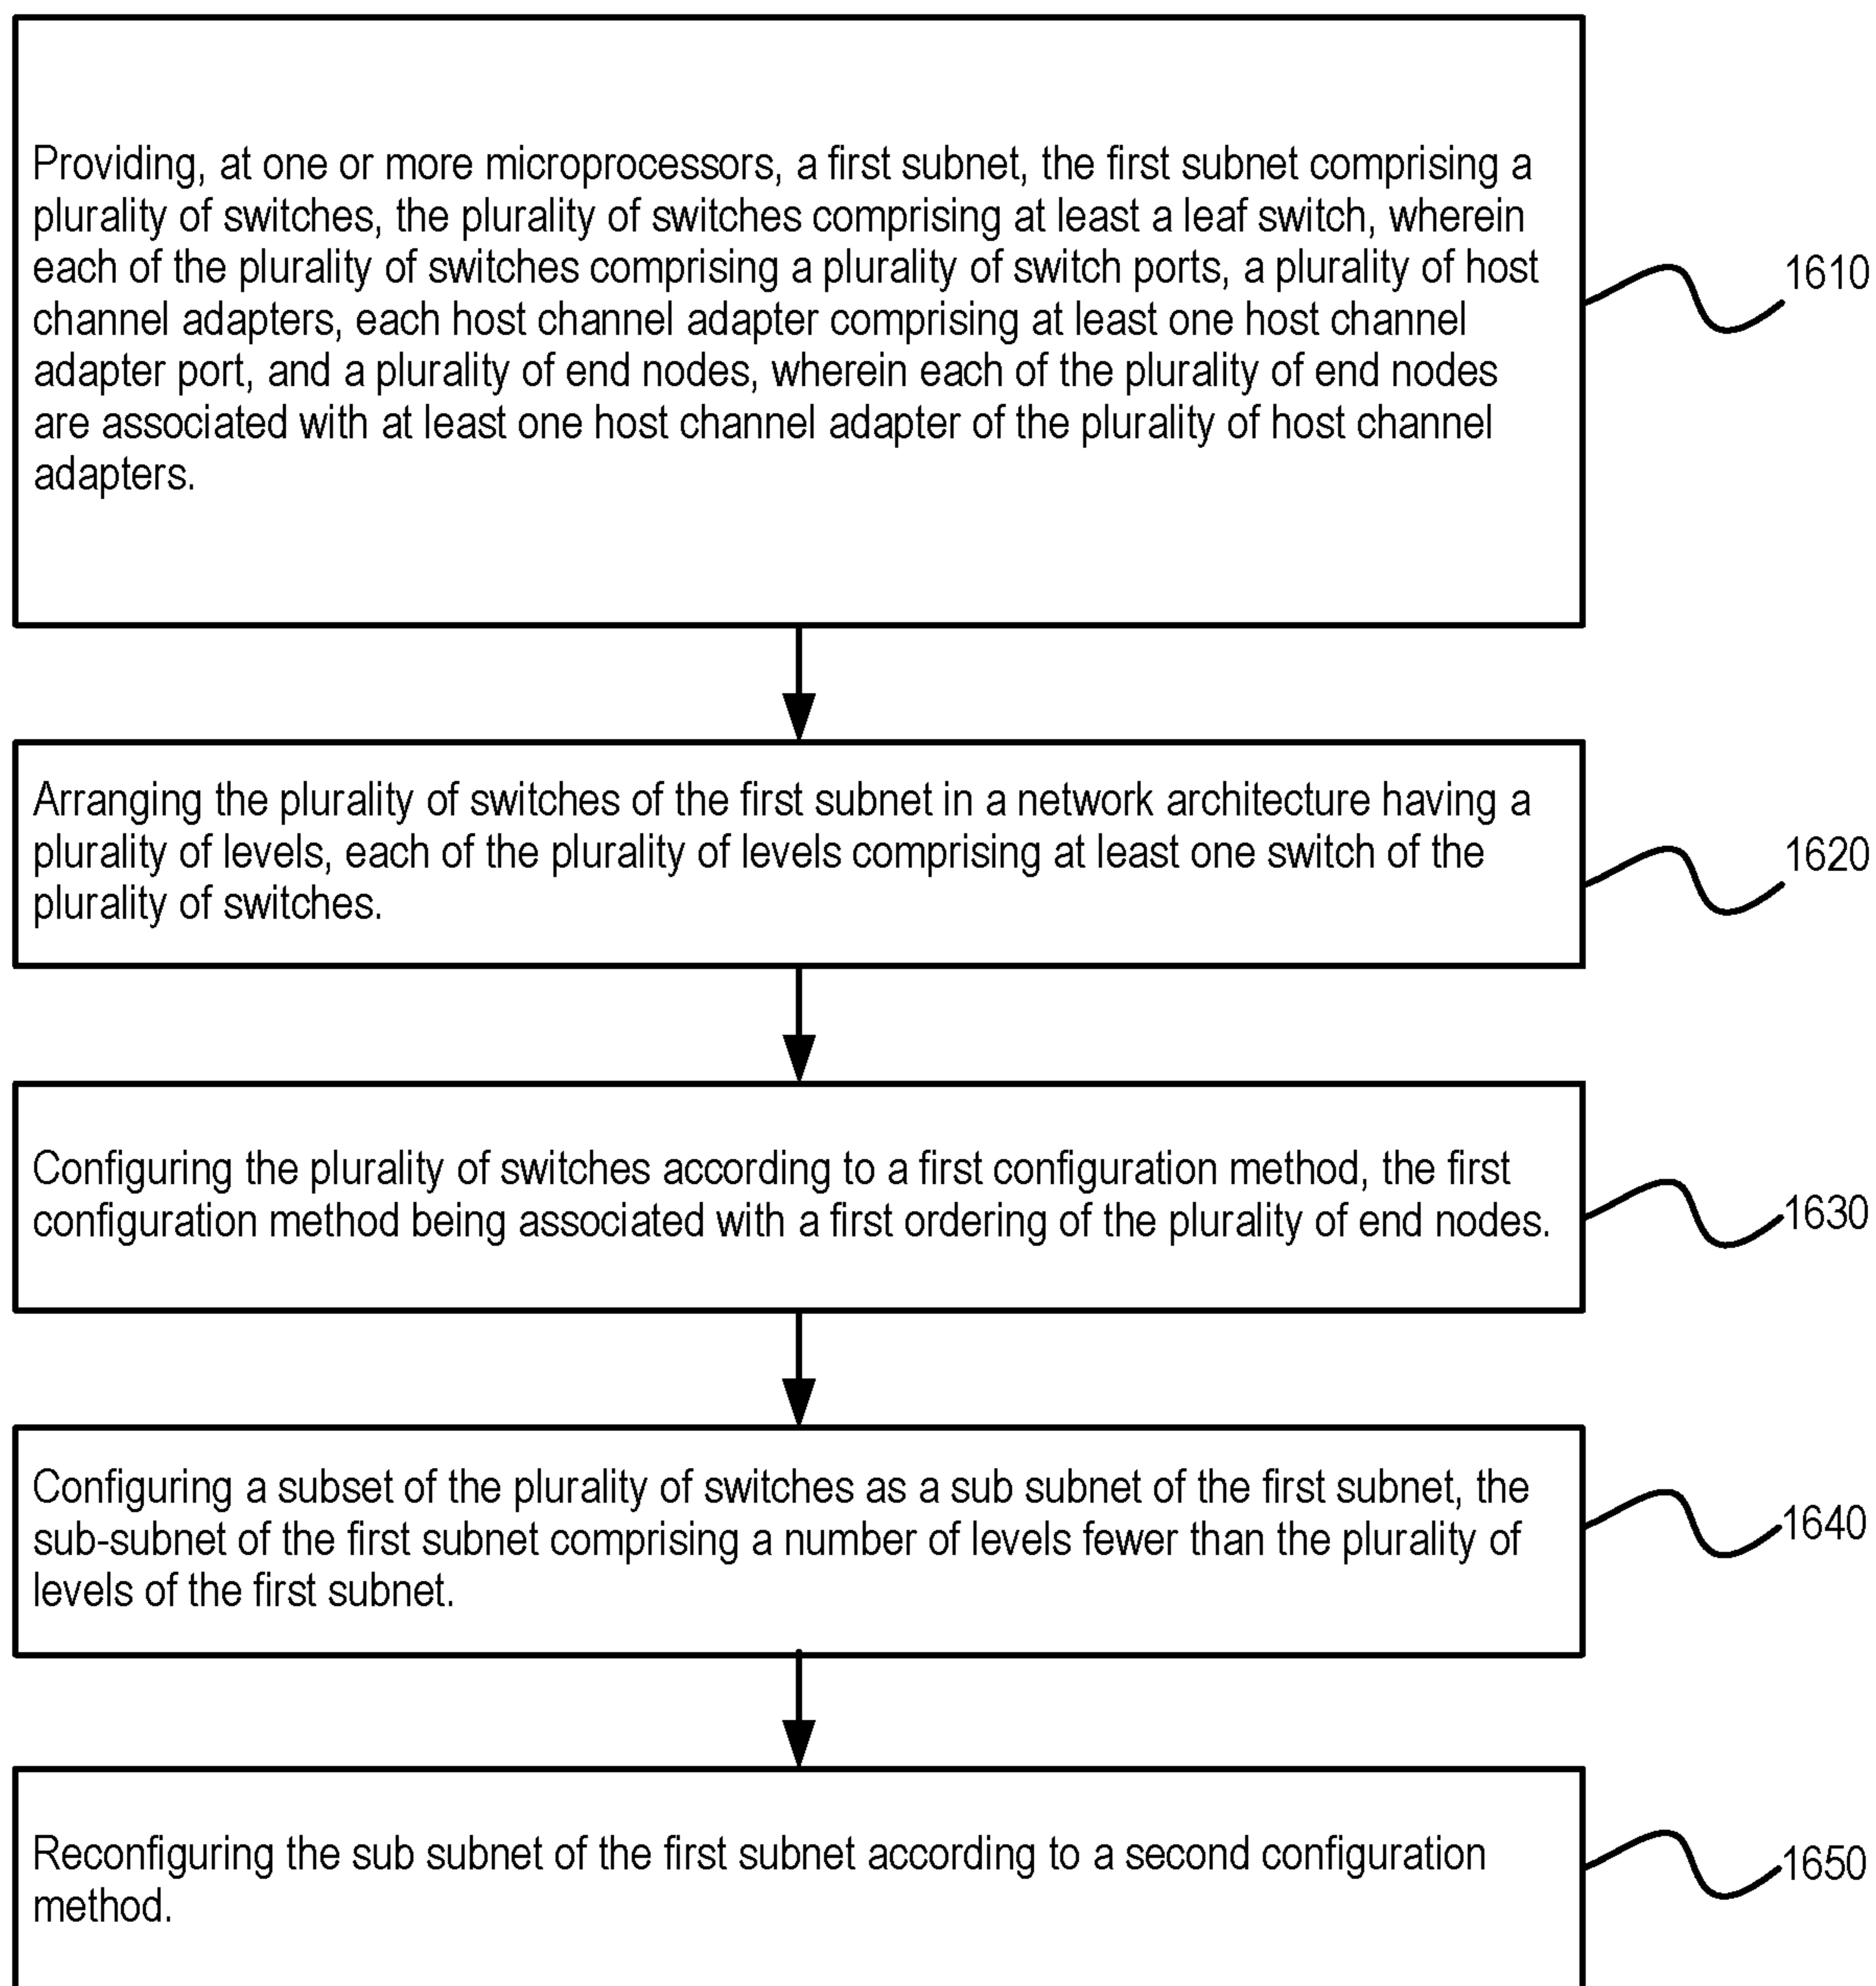 Providing, at one or more microprocessors, a first subnet, the first subnet comprising a
plurality of switches, the plurality of switches comprising at least a leaf switch, wherein
each of the plurality of switches comprising a plurality of switch ports, a plurality of host
channel adapters, each host channel adapter comprising at least one host channel
adapter port, and a plurality of end nodes, wherein each of the plurality of end nodes
are associated with at least one host channel adapter of the plurality of host channel
adapters.
1610
Arranging the plurality of switches of the first subnet in a network architecture having a
plurality of levels, each of the plurality of levels comprising at least one switch of the
plurality of switches.
1620
Configuring the plurality of switches according to a first configuration method, the first
configuration method being associated with a first ordering of the plurality of end nodes.
1630
Configuring a subset of the plurality of switches as a sub subnet of the first subnet, the
sub-subnet of the first subnet comprising a number of levels fewer than the plurality of
levels of the first subnet.
1640
Reconfiguring the sub subnet of the first subnet according to a second configuration
method.
1650